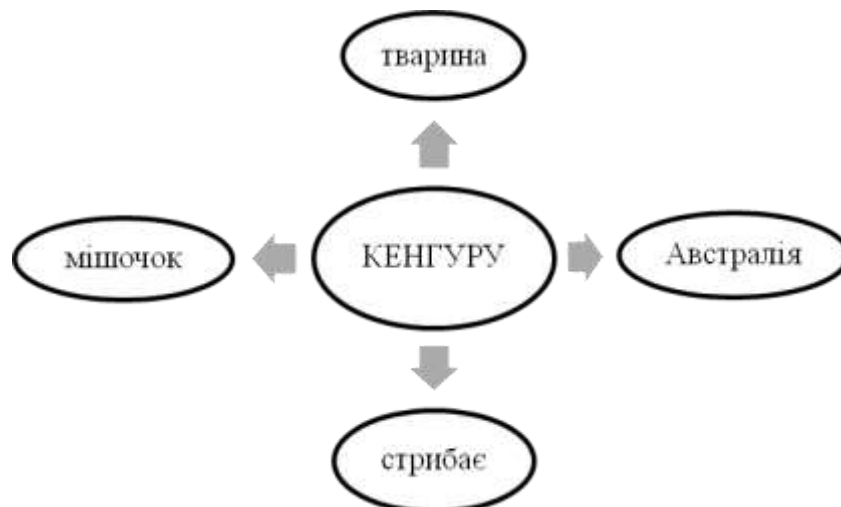 тварина
мішочок
КЕНГУРУ
Австралія
стрибає